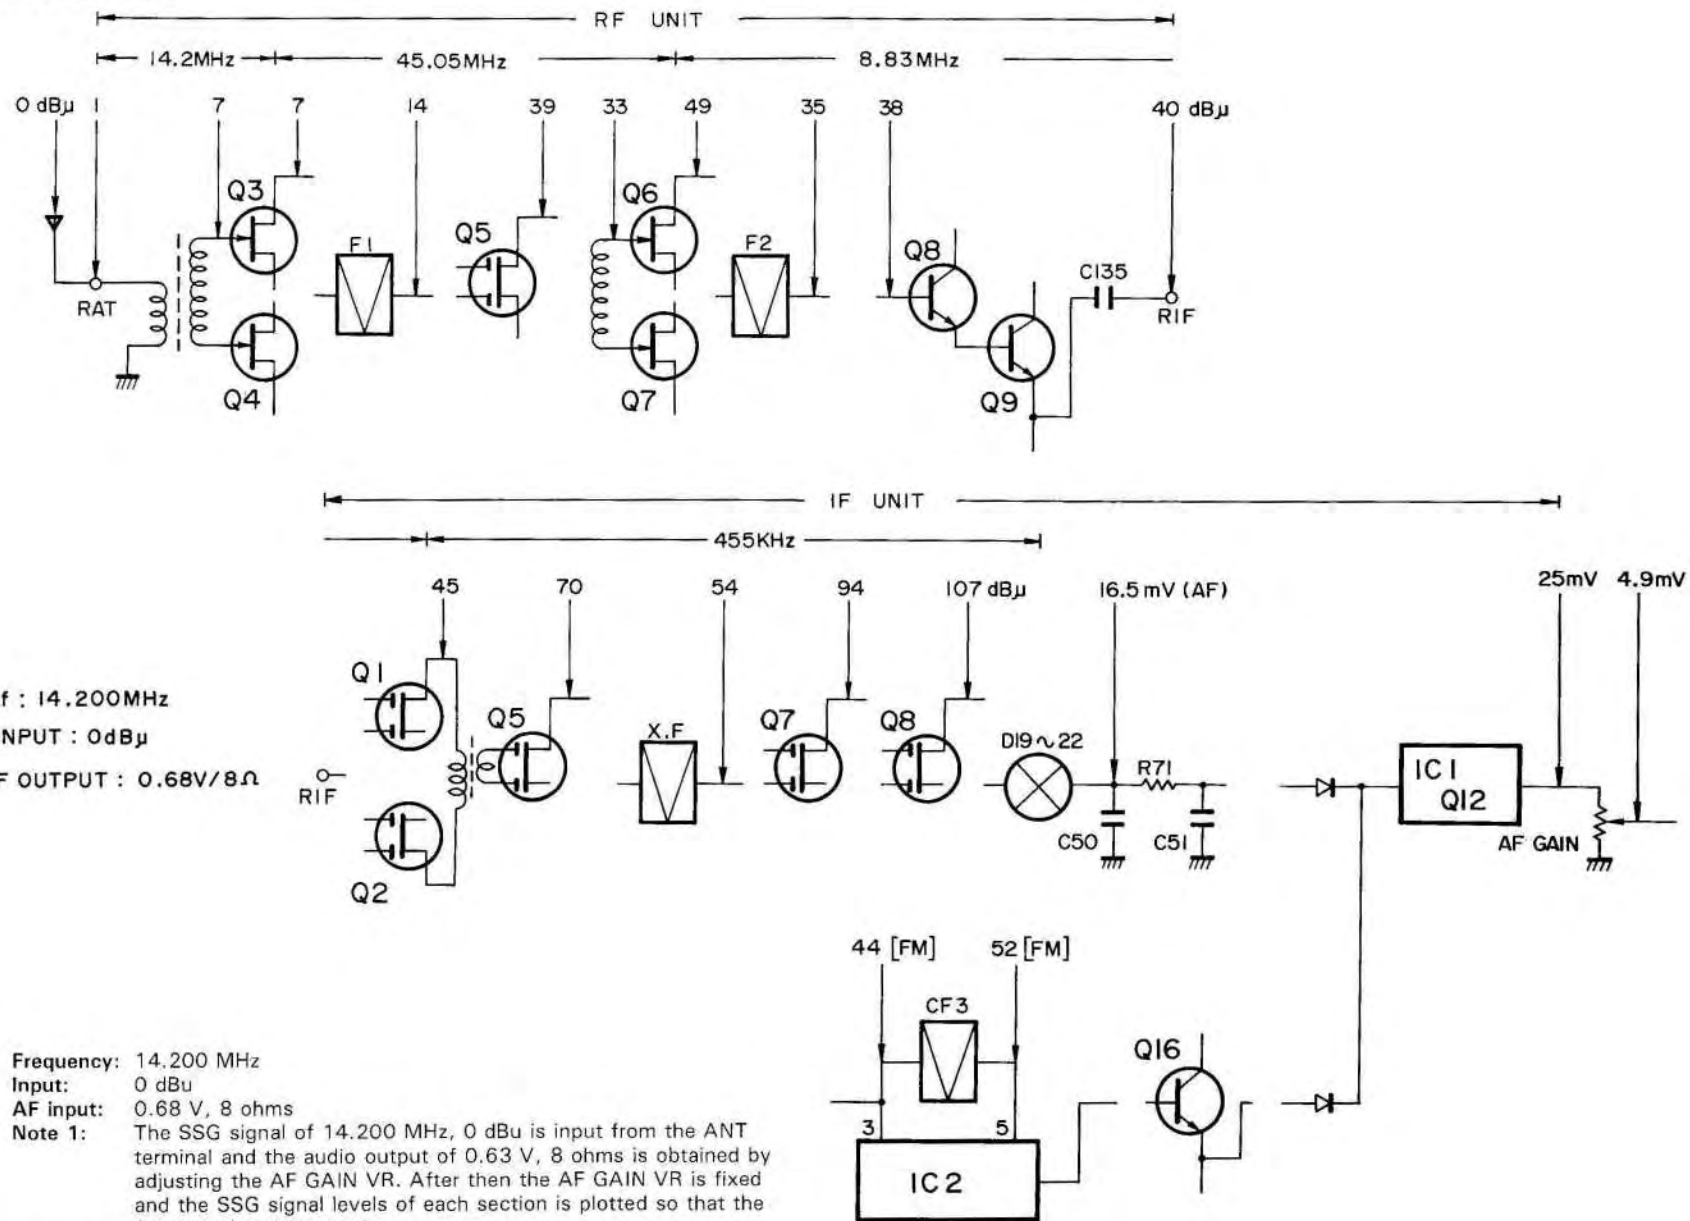 RF UNIT
14.2MHz 45.05MHz 8.83MHz
0 dBµ 1 7 7 14 39 33 49 35 38 40 dBµ
Q3 Q6
F1 Q5 F2 Q8
C135
RAT RIF
Q4 Q7 Q9
IF UNIT
455KHz
45 70 54 94 107 dBµ 16.5mV (AF) 25mV 4.9mV
Q1
f : 14.200MHz
Q5 X.F Q7 Q8
NPUT : 0dBµ
D19~22 R71 IC1
Q12
F OUTPUT : 0.68V/8Ω
RIF
C50 C51 AF GAIN
Q2
44 [FM] 52 [FM]
CF3
Q16
Frequency: 14.200 MHz
Input: 0 dBu
AF input: 0.68 V, 8 ohms
Note 1: The SSG signal of 14.200 MHz, 0 dBu is input from the ANT
terminal and the audio output of 0.63 V, 8 ohms is obtained by
adjusting the AF GAIN VR. After then the AF GAIN VR is fixed
and the SSG signal levels of each section is plotted so that the
3 5
IC2